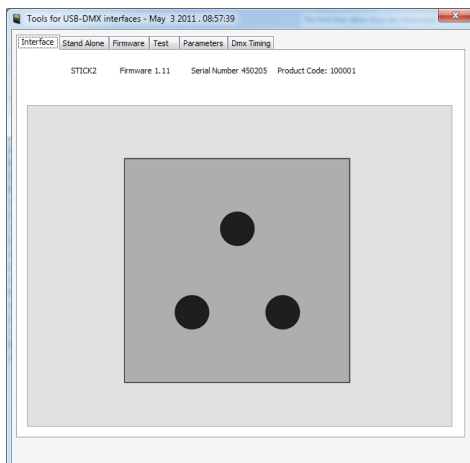 Tools for USB-DMX interfaces - May 3 2011 . 08:57:39
Interface Stand Alone Firmware Test Parameters Dmx Timing
STICK2 Firmware 1.11 Serial Number 450205 Product Code: 100001